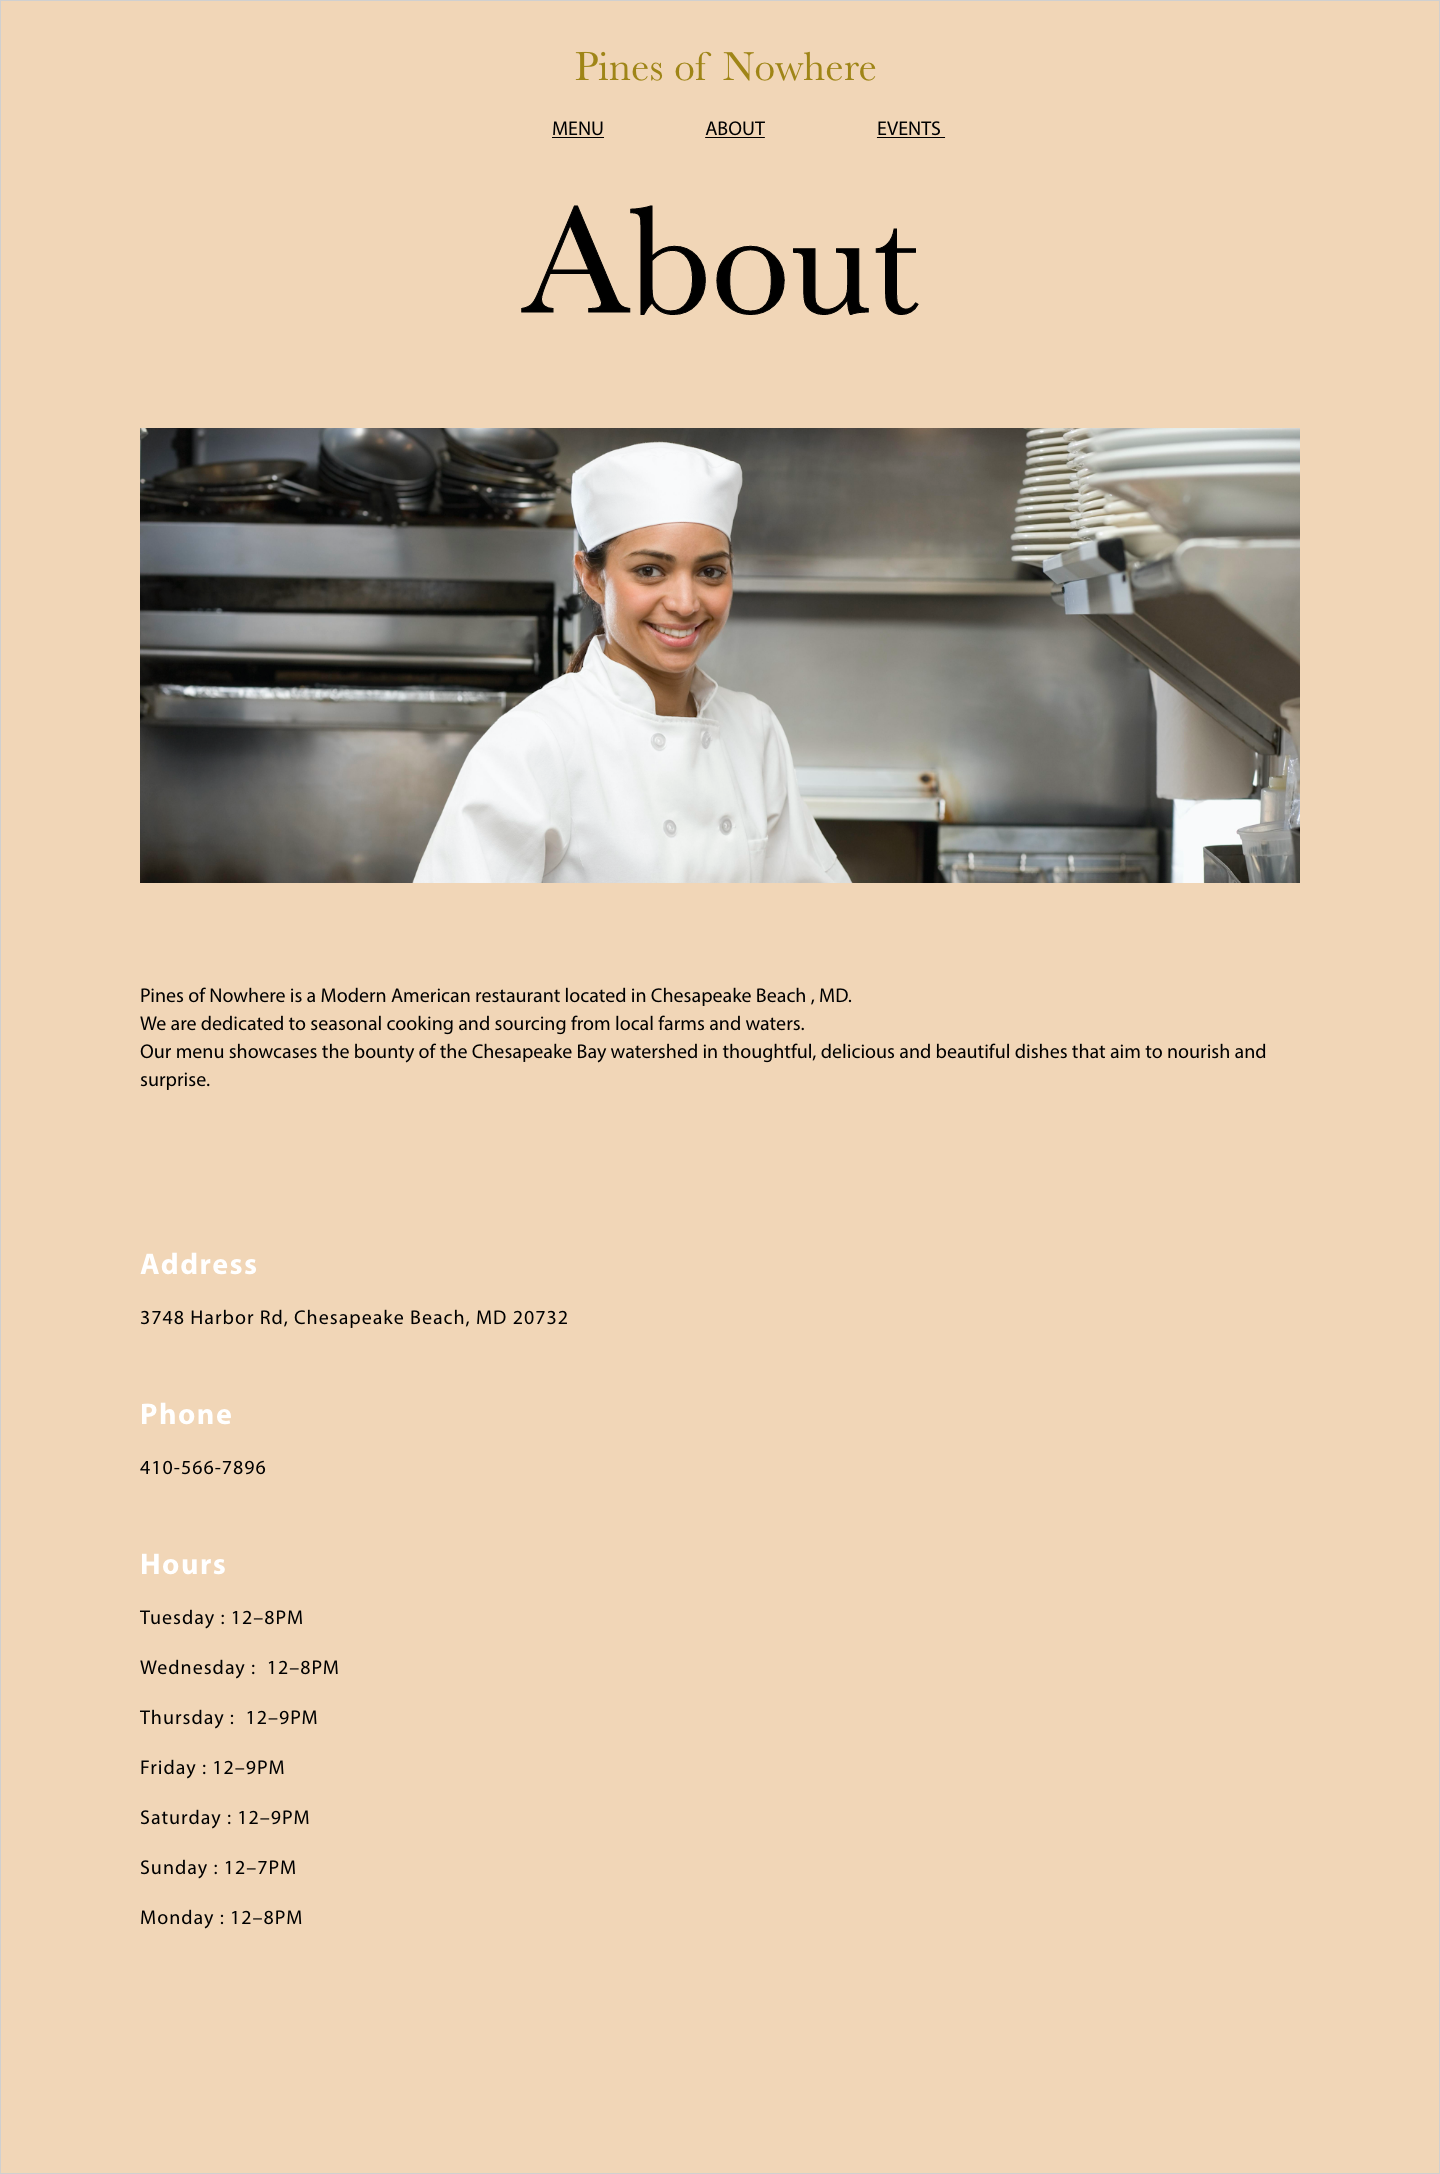 Pines of Nowhere
MENU ABOUT EVENTS
About
Pines of Nowhere is a Modern American restaurant located in Chesapeake Beach , MD.
We are dedicated to seasonal cooking and sourcing from local farms and waters.
Our menu showcases the bounty of the Chesapeake Bay watershed in thoughtful, delicious and beautiful dishes that aim to nourish and
surprise.
Address
3748 Harbor Rd, Chesapeake Beach, MD 20732
Phone
410-566-7896
Hours
Tuesday : 12–8PM
Wednesday :  12–8PM
Thursday :  12–9PM
Friday : 12–9PM
Saturday : 12–9PM
Sunday : 12–7PM
Monday : 12–8PM